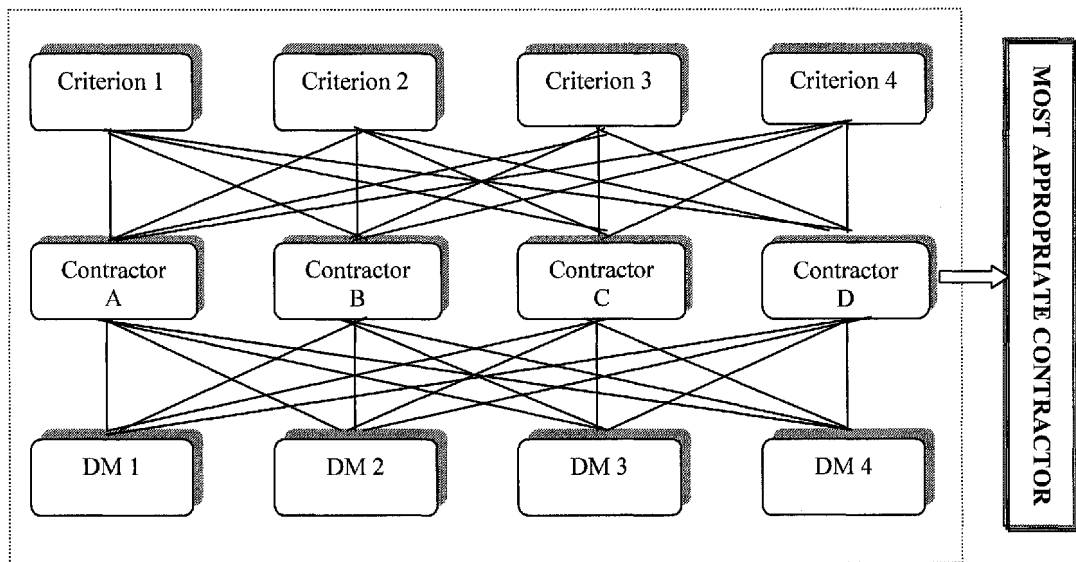 Criterion 1
Criterion 2
Criterion 3
Criterion 4
Contractor
A
Contractor
B
Contractor
C
Contractor
D
DM 1
DM 2
DM 3
DM 4
MOST APPROPRIATE CONTRACTOR